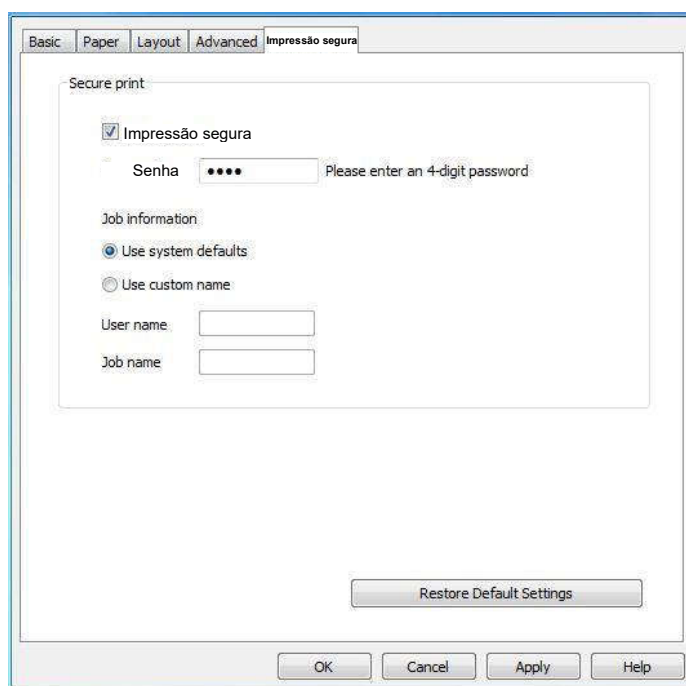 Basic Paper Layout Advanced Impressão segura
Secure print
Impressão segura
Senha •••• Please enter an 4-digit password
Job information
Use system defaults
Use custom name
User name
Job name
Restore Default Settings
OK Cancel Apply Help